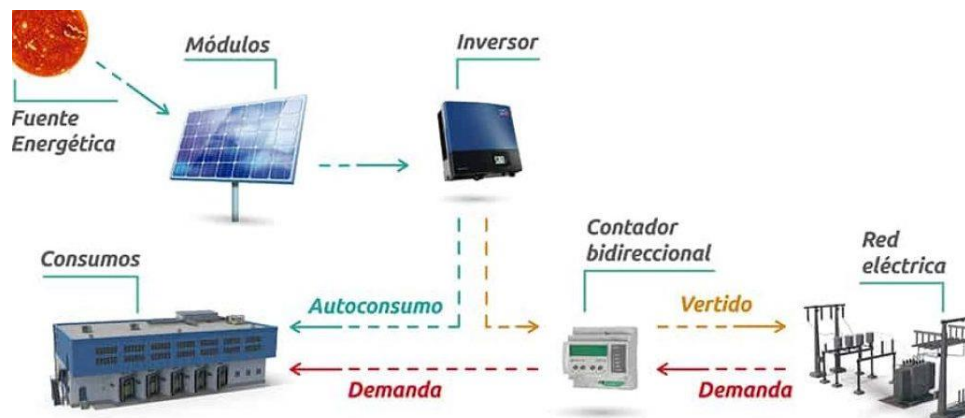 Módulos
Inversor
Fuente
Energética
Consumos
Contador
bidireccional
Red
eléctrica
Autoconsumo
Vertido
Demanda
Demanda